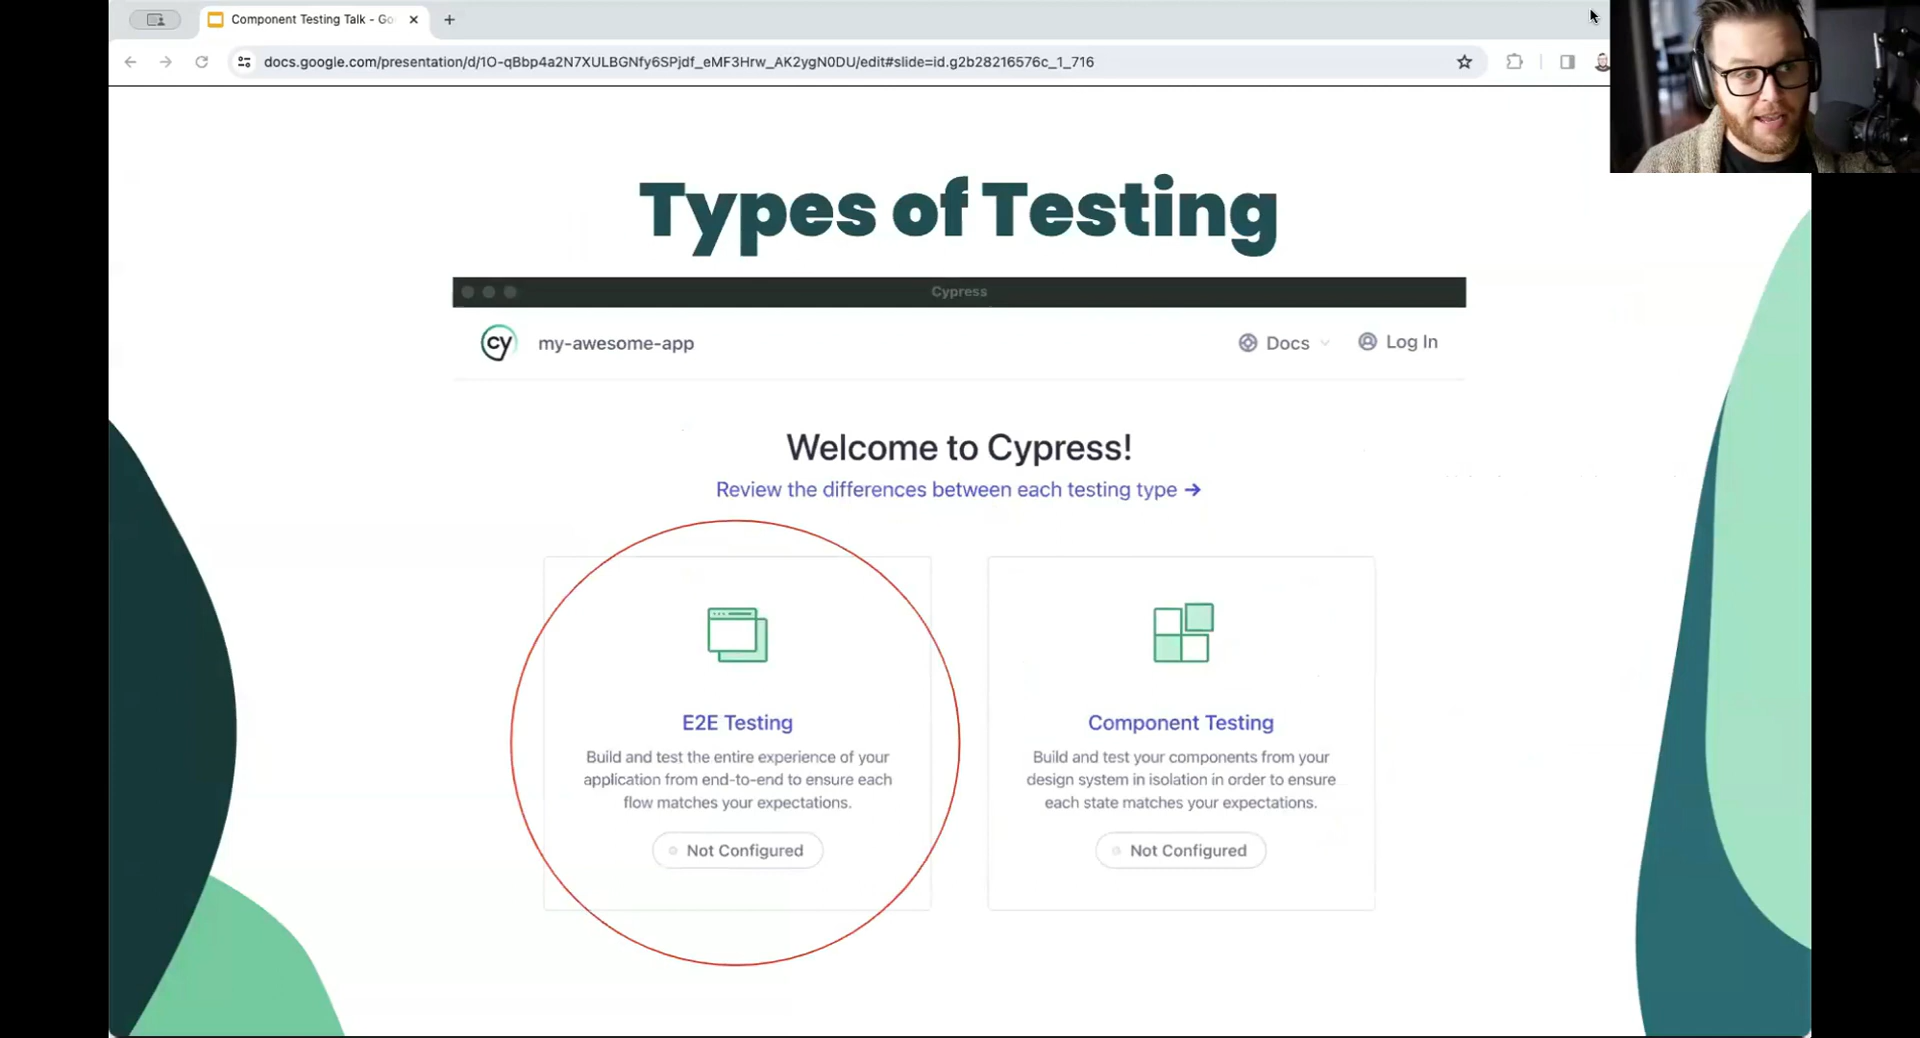 Component Testing Talk - Go
docs.google.com/presentation/d/1O-qBbp4a2N7XULBGNfy6SPjdf_eMF3Hrw_AK2ygN0DU/edit#slide=id.g2b28216576c_1_716
Types of Testing
Cypress
cy my-awesome-app Docs Log In
Welcome to Cypress!
Review the differences between each testing type →
E2E Testing
Build and test the entire experience of your
application from end-to-end to ensure each
flow matches your expectations.
Not Configured
Component Testing
Build and test your components from your
design system in isolation in order to ensure
each state matches your expectations.
Not Configured